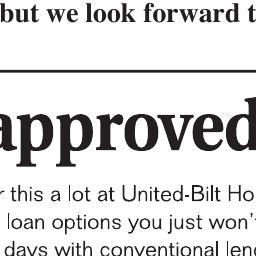 but we look forward t
approved
r this a lot at United-Bilt Ho
loan options you just won't
days with conventional lend